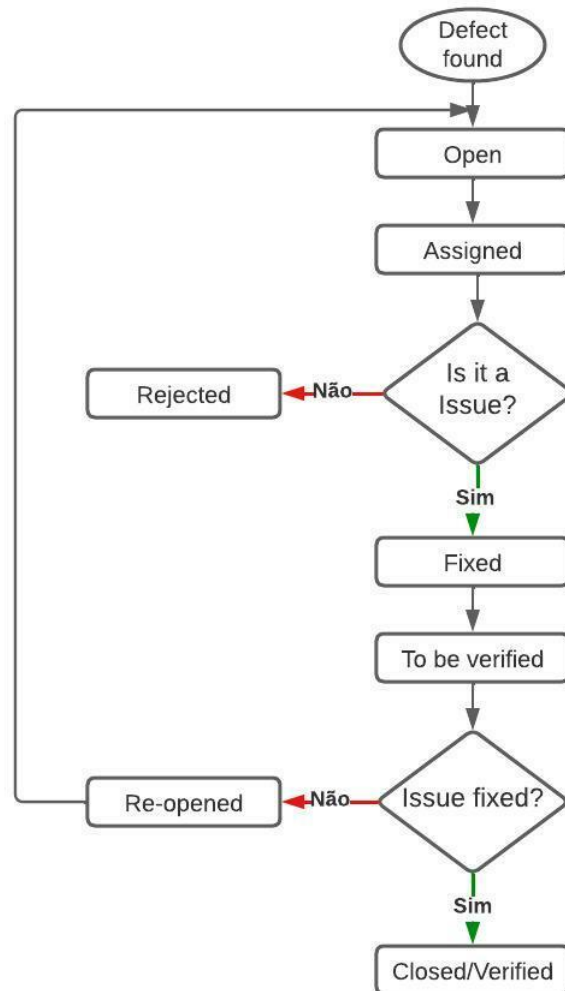 Defect
found
Open
Assigned
Is it a
Issue?
Não
Rejected
Sim
Fixed
To be verified
Issue fixed?
Não
Re-opened
Sim
Closed/Verified